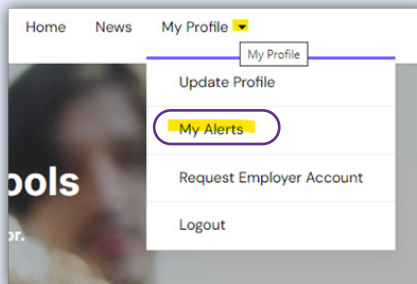 Home News My Profile
My Profile
Update Profile
My Alerts
Request Employer Account
Logout
ools
or.